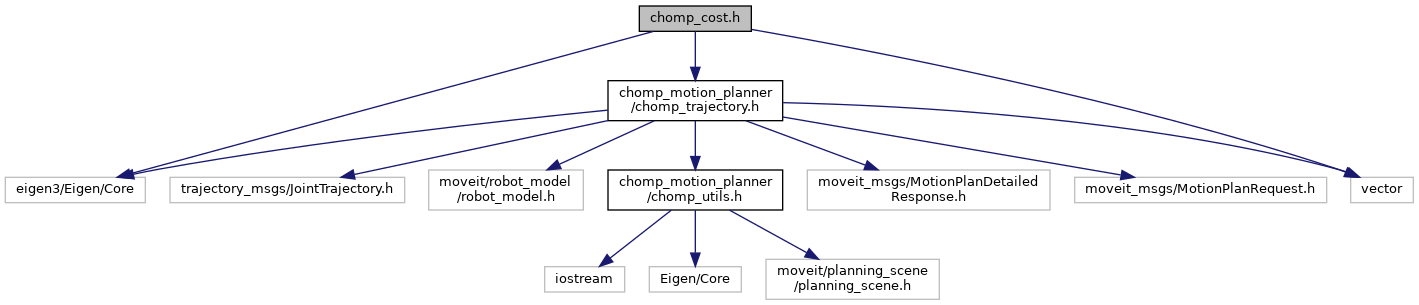 chomp_cost.h
chomp_motion_planner
/chomp_trajectory.h
eigen3/Eigen/Core
trajectory_msgs/JointTrajectory.h
moveit/robot_model
/robot_model.h
chomp_motion_planner
/chomp_utils.h
moveit_msgs/MotionPlanDetailed
Response.h
moveit_msgs/MotionPlanRequest.h
vector
iostream
Eigen/Core
moveit/planning_scene
/planning_scene.h